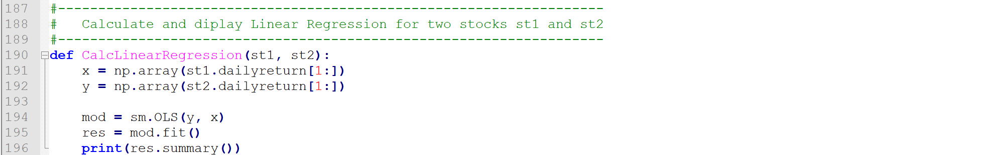 187 #--------------------------------------------------------------------
188 #   Calculate and diplay Linear Regression for two stocks st1 and st2
189 #--------------------------------------------------------------------
190 def CalcLinearRegression(st1, st2):
191     x = np.array(st1.dailyreturn[1:])
192     y = np.array(st2.dailyreturn[1:])
193
194     mod = sm.OLS(y, x)
195     res = mod.fit()
196     print(res.summary())